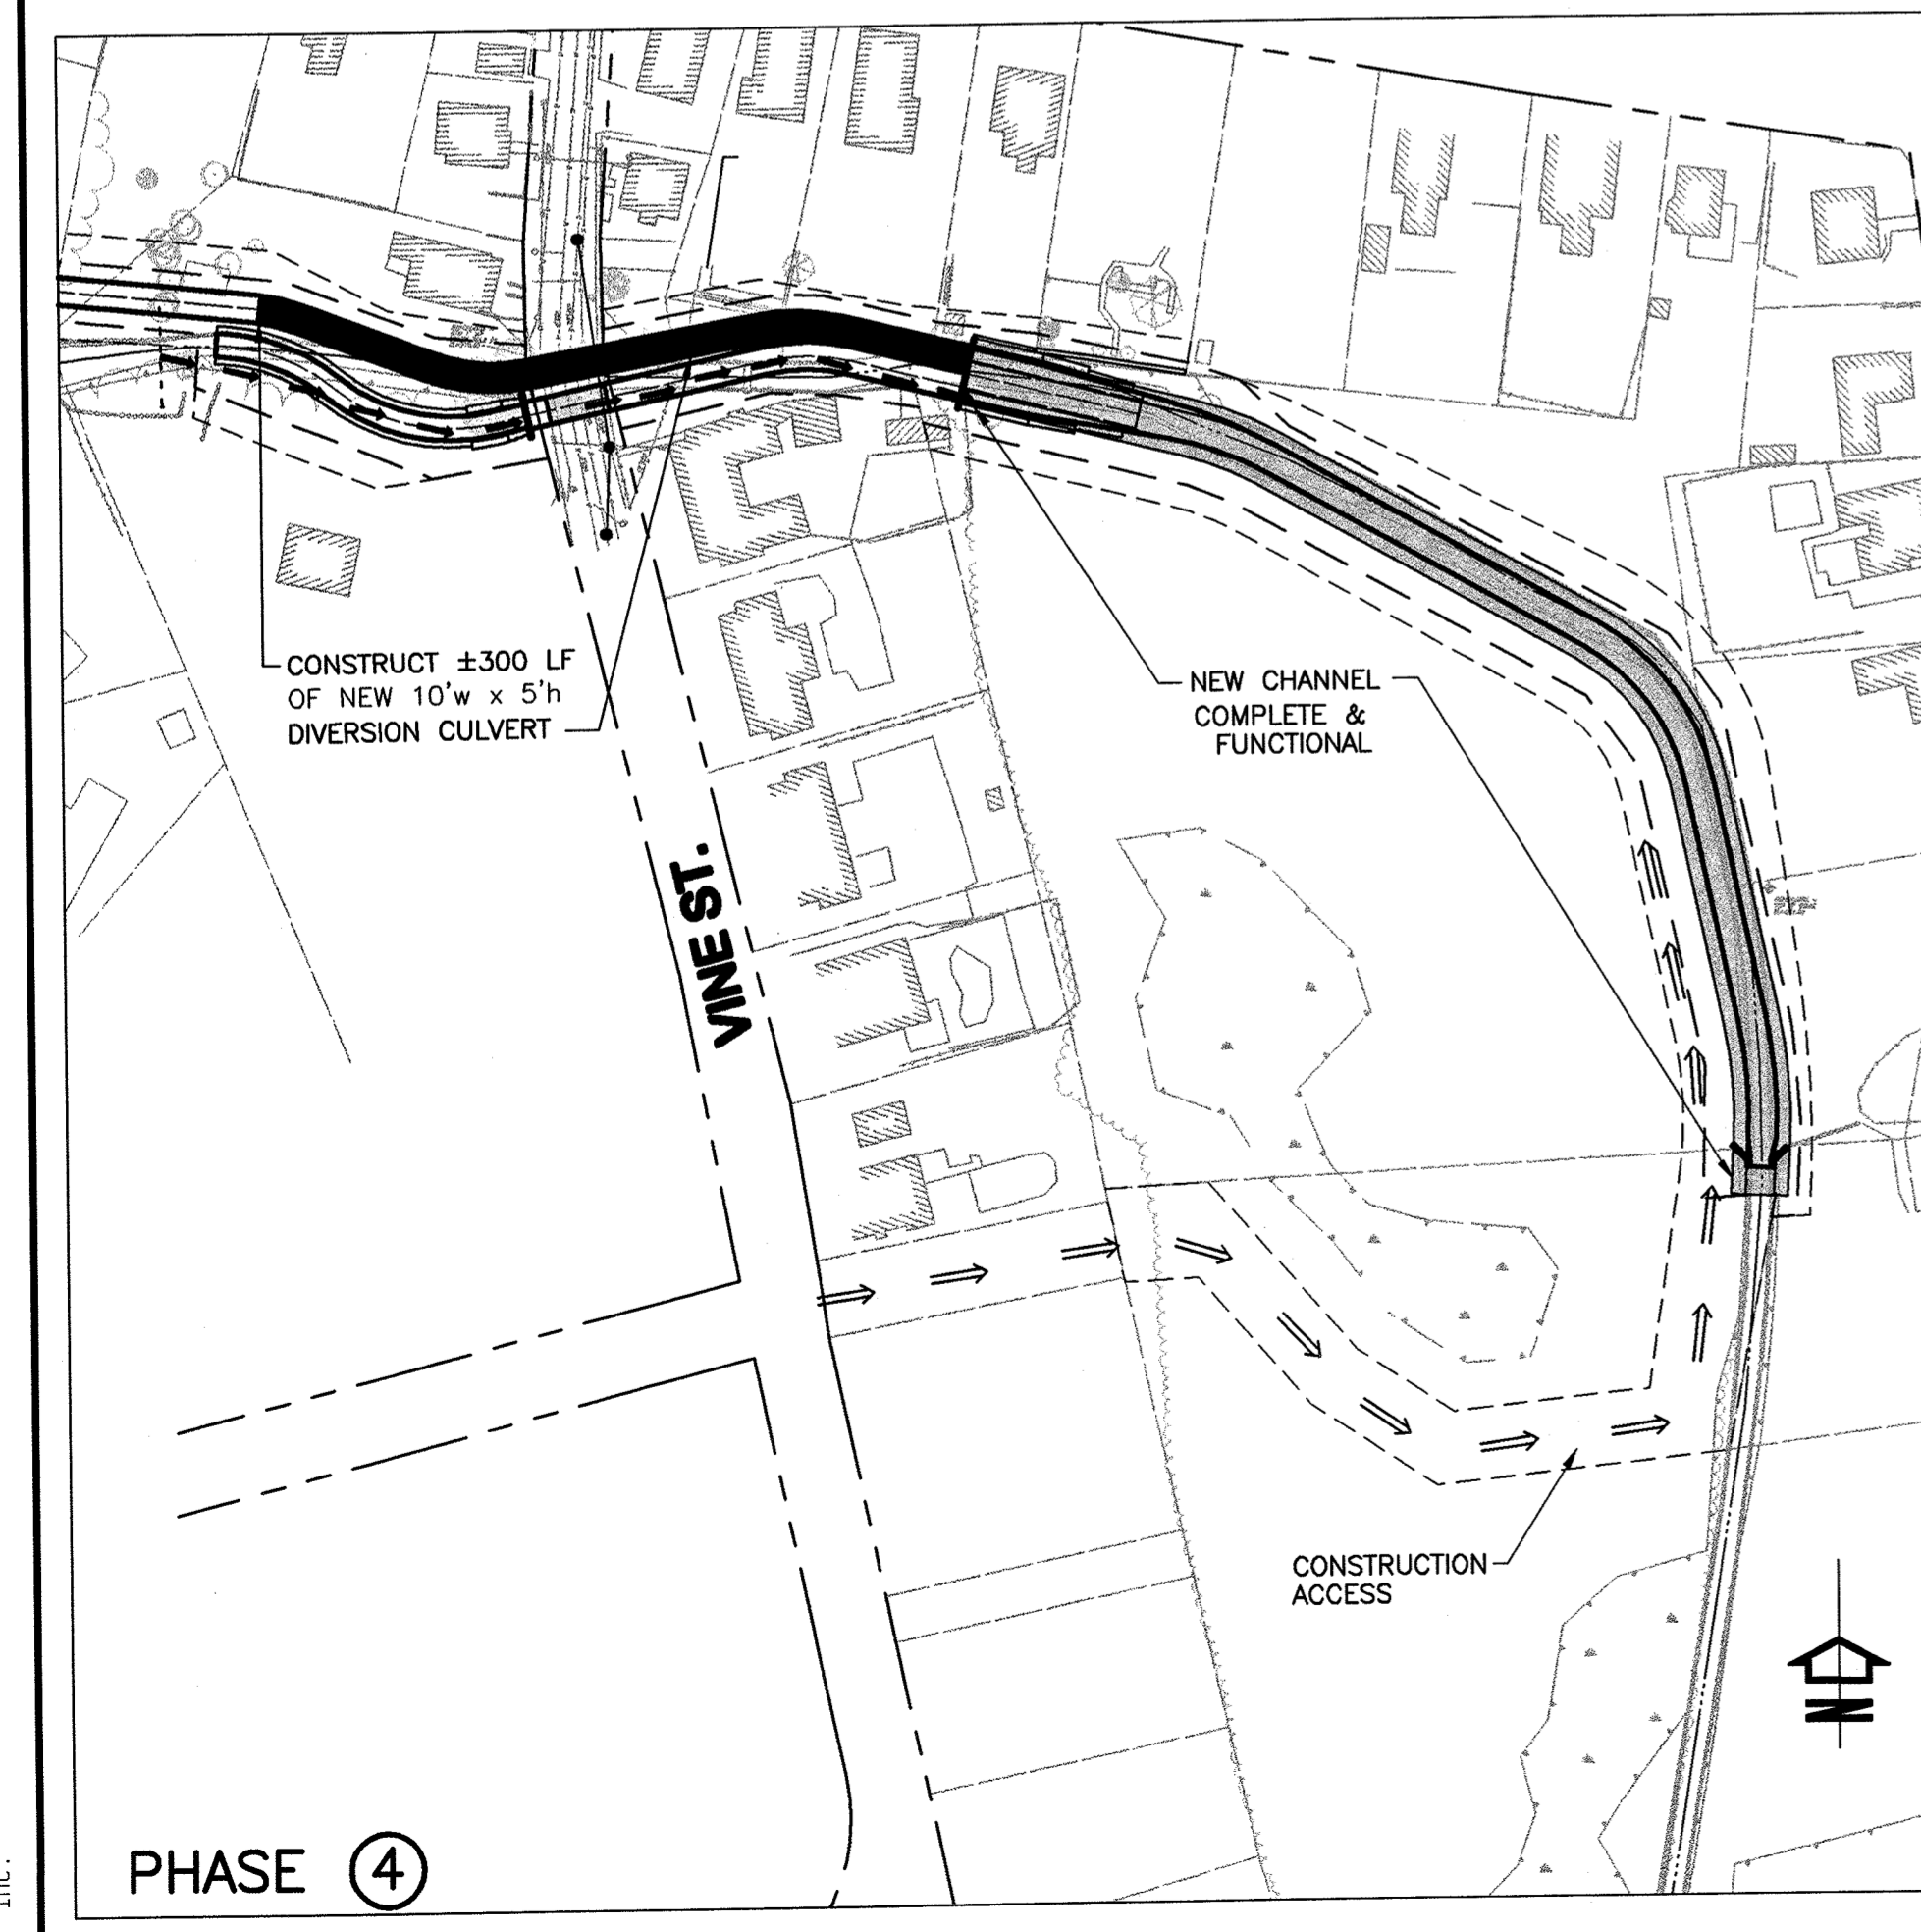 CONSTRUCT ±300 LF
OF NEW 10'w x 5'h
DIVERSION CULVERT
NEW CHANNEL
COMPLETE &
FUNCTIONAL
VINE ST.
CONSTRUCTION
ACCESS
N
PHASE 4
Inc.